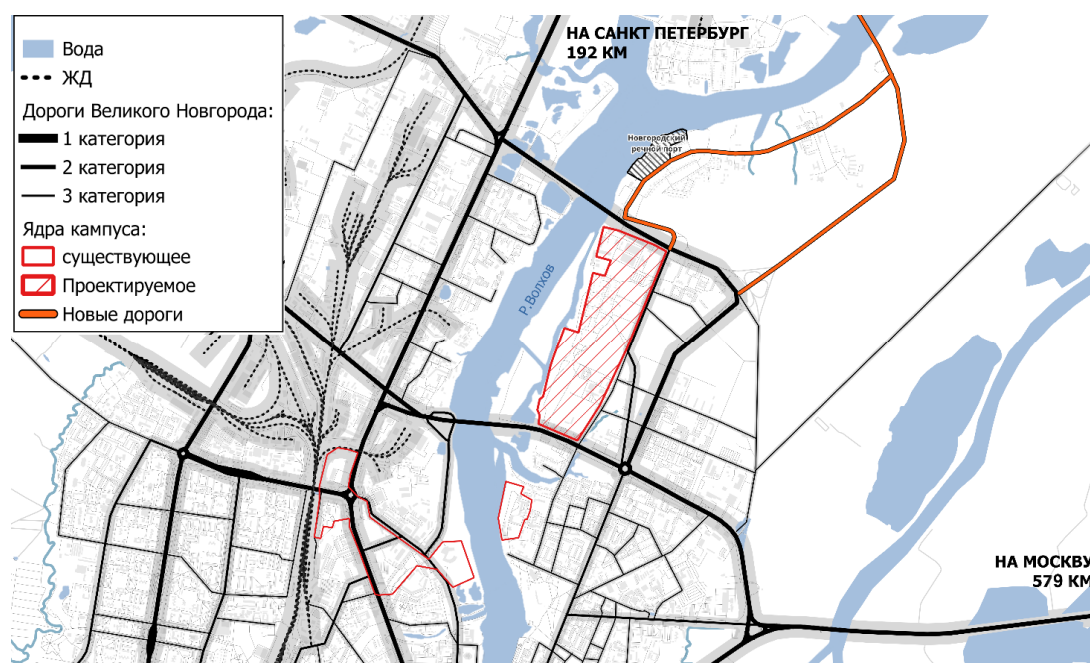 Вода
ЖД
Дороги Великого Новгорода:
1 категория
2 категория
3 категория
Ядра кампуса:
существующее
Проектируемое
Новые дороги
НА САНКТ ПЕТЕРБУРГ
192 КМ
Новгородский
речной порт
Р.Волхов
НА МОСКВУ
579 КМ